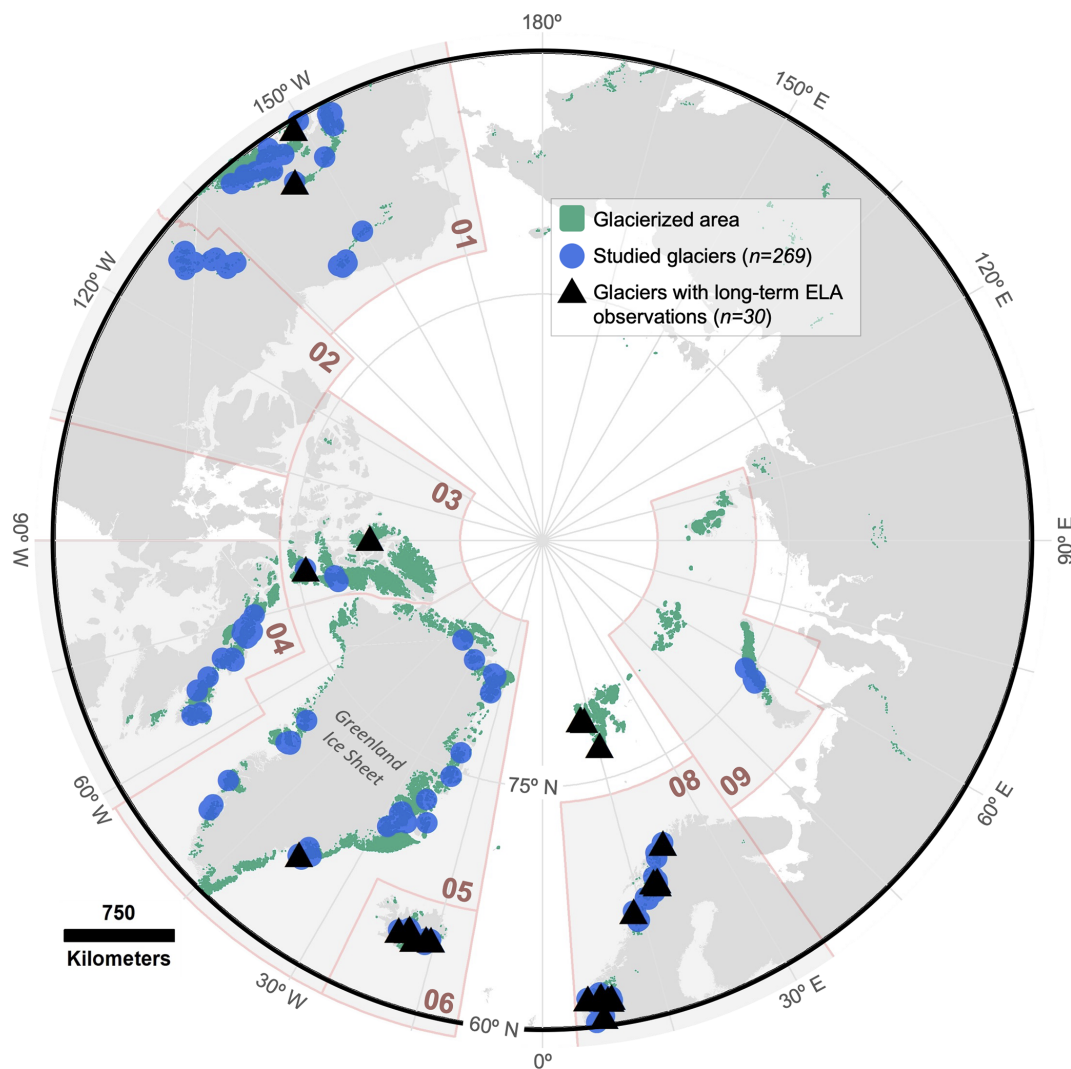 180º
150º W
150º E
01
Glacierized area
Studied glaciers (n=269)
Glaciers with long-term ELA
observations (n=30)
120º W
120º E
02
03
90º W
90º E
04
Greenland
Ice Sheet
75º N
08
09
60º W
60º E
05
750
Kilometers
30º W
06
60º N
30º E
0º